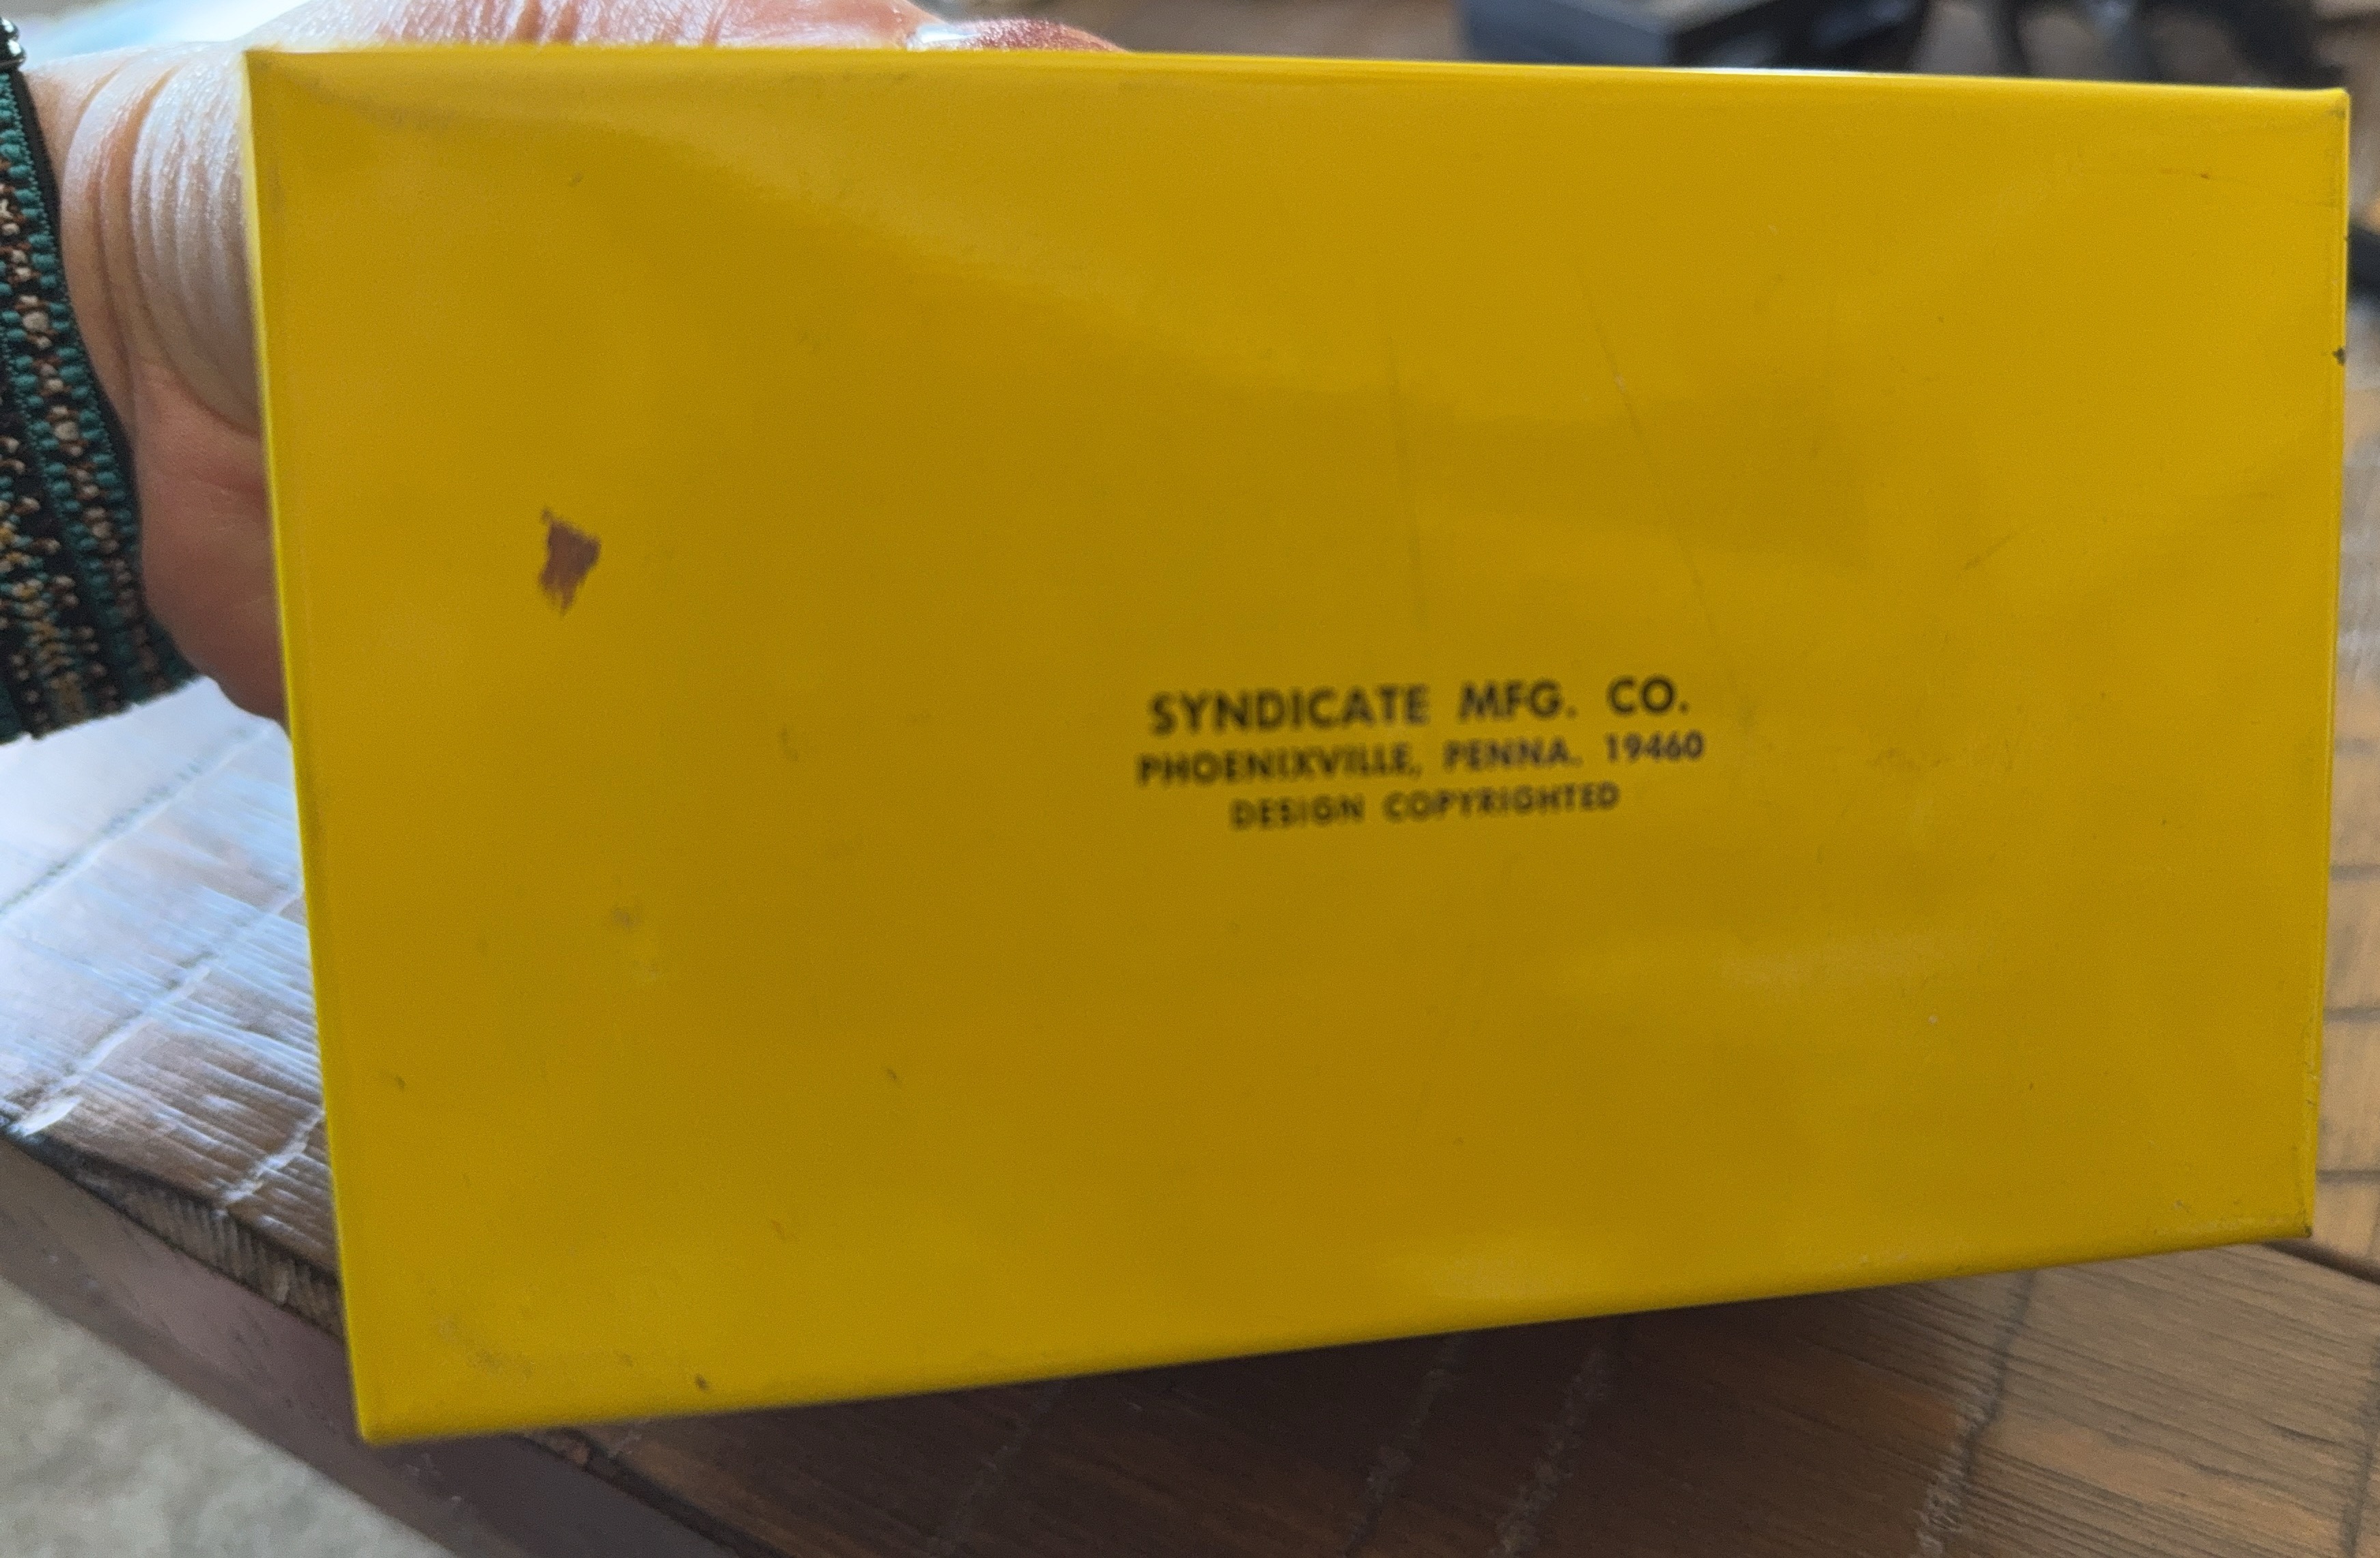 SYNDICATE MFG. CO.
PHOENIXVILLE, PENNA. 19460
DESIGN COPYRIGHTED